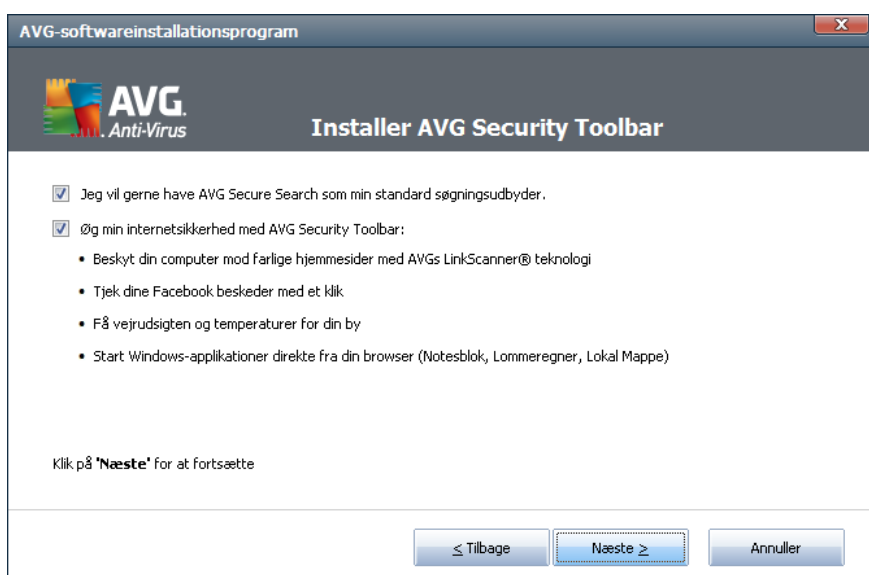 AVG-softwareinstallationsprogram
X
AVG.
Anti-Virus
Installer AVG Security Toolbar
Jeg vil gerne have AVG Secure Search som min standard søgningsudbyder.
Øg min internetsikkerhed med AVG Security Toolbar:
• Beskyt din computer mod farlige hjemmesider med AVGs LinkScanner® teknologi
• Tjek dine Facebook beskeder med et klik
• Få vejrudsigten og temperaturer for din by
• Start Windows-applikationer direkte fra din browser (Notesblok, Lommeregner, Lokal Mappe)
Klik på 'Næste' for at fortsætte
< Tilbage
Næste >
Annuller